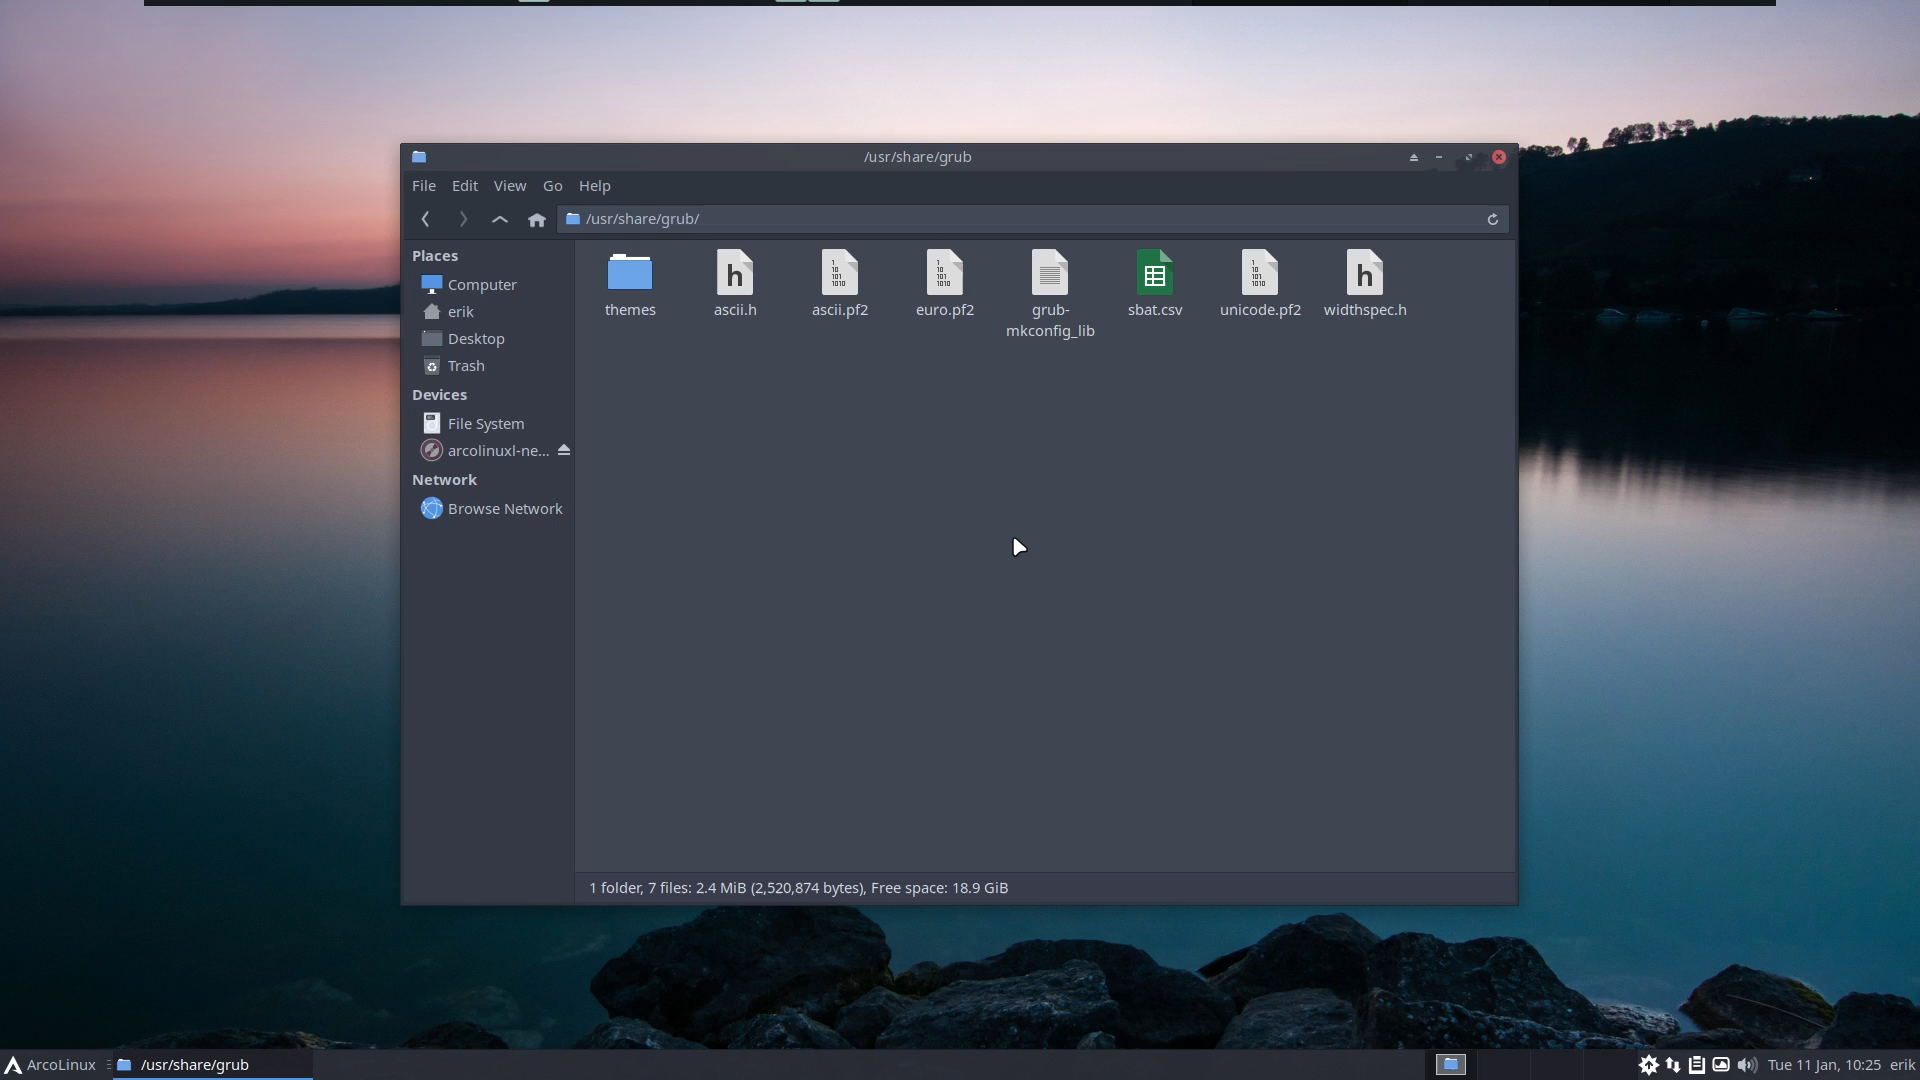 /usr/share/grub
File Edit View Go Help
/usr/share/grub/
Places
Computer
erik
Desktop
Trash
Devices
File System
arcolinuxl-ne...
Network
Browse Network
themes
ascii.h
ascii.pf2
euro.pf2
grub-
mkconfig_lib
sbat.csv
unicode.pf2
widthspec.h
1 folder, 7 files: 2.4 MiB (2,520,874 bytes), Free space: 18.9 GiB
ArcoLinux /usr/share/grub Tue 11 Jan, 10:25 erik